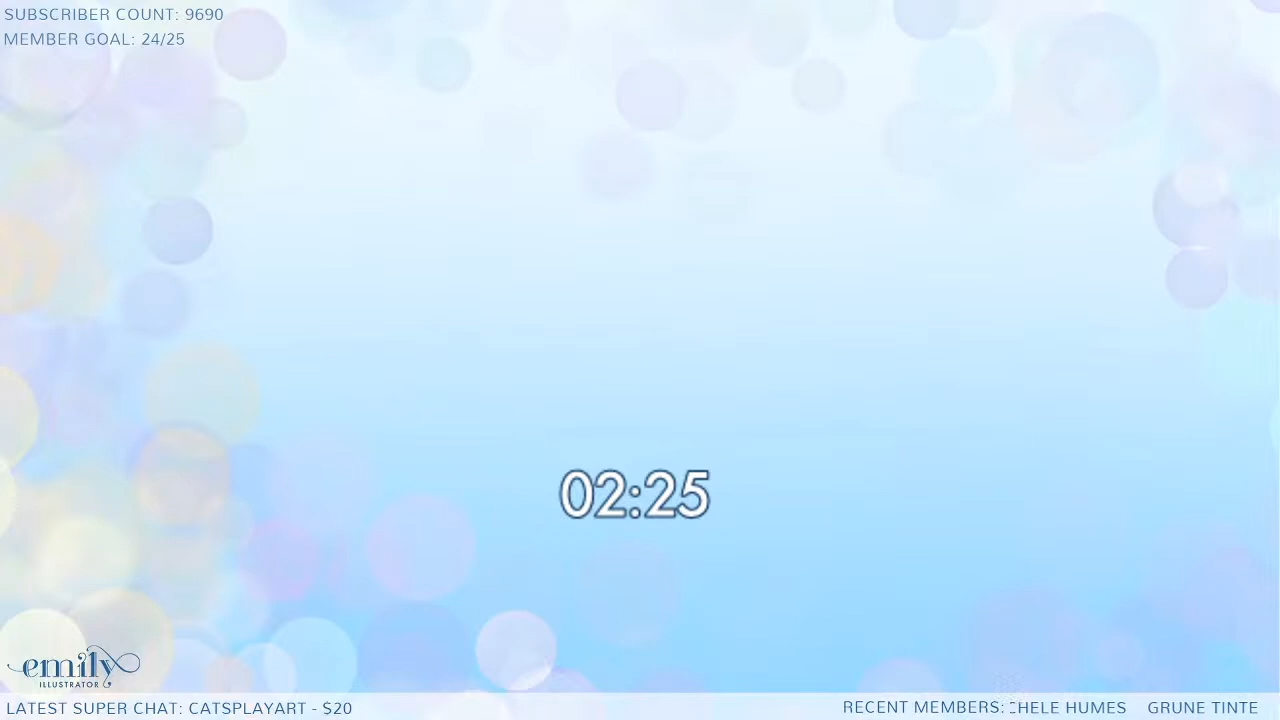 SUBSCRIBER COUNT: 9690
MEMBER GOAL: 24/25
02:25
emily
ILLUSTRATOR
LATEST SUPER CHAT: CATSPLAYART - $20
RECENT MEMBERS: HUMES GRUNE TINTE